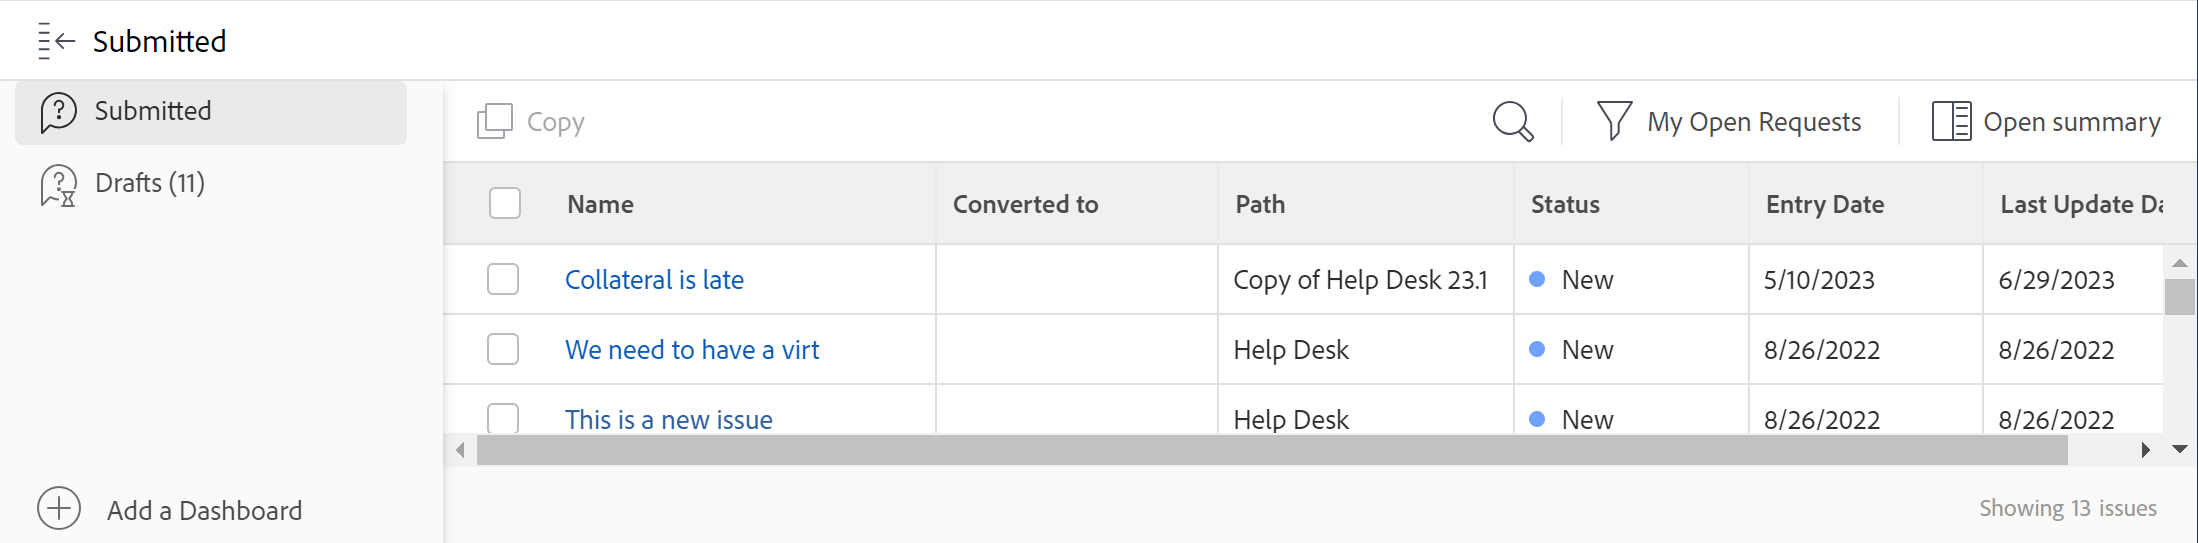 Submitted
Submitted
Drafts (11)
Add a Dashboard
Copy
My Open Requests
Open summary
Name Converted to Path Status Entry Date Last Update Da
Collateral is late Copy of Help Desk 23.1 New 5/10/2023 6/29/2023
We need to have a virt Help Desk New 8/26/2022 8/26/2022
This is a new issue Help Desk New 8/26/2022 8/26/2022
Showing 13 issues